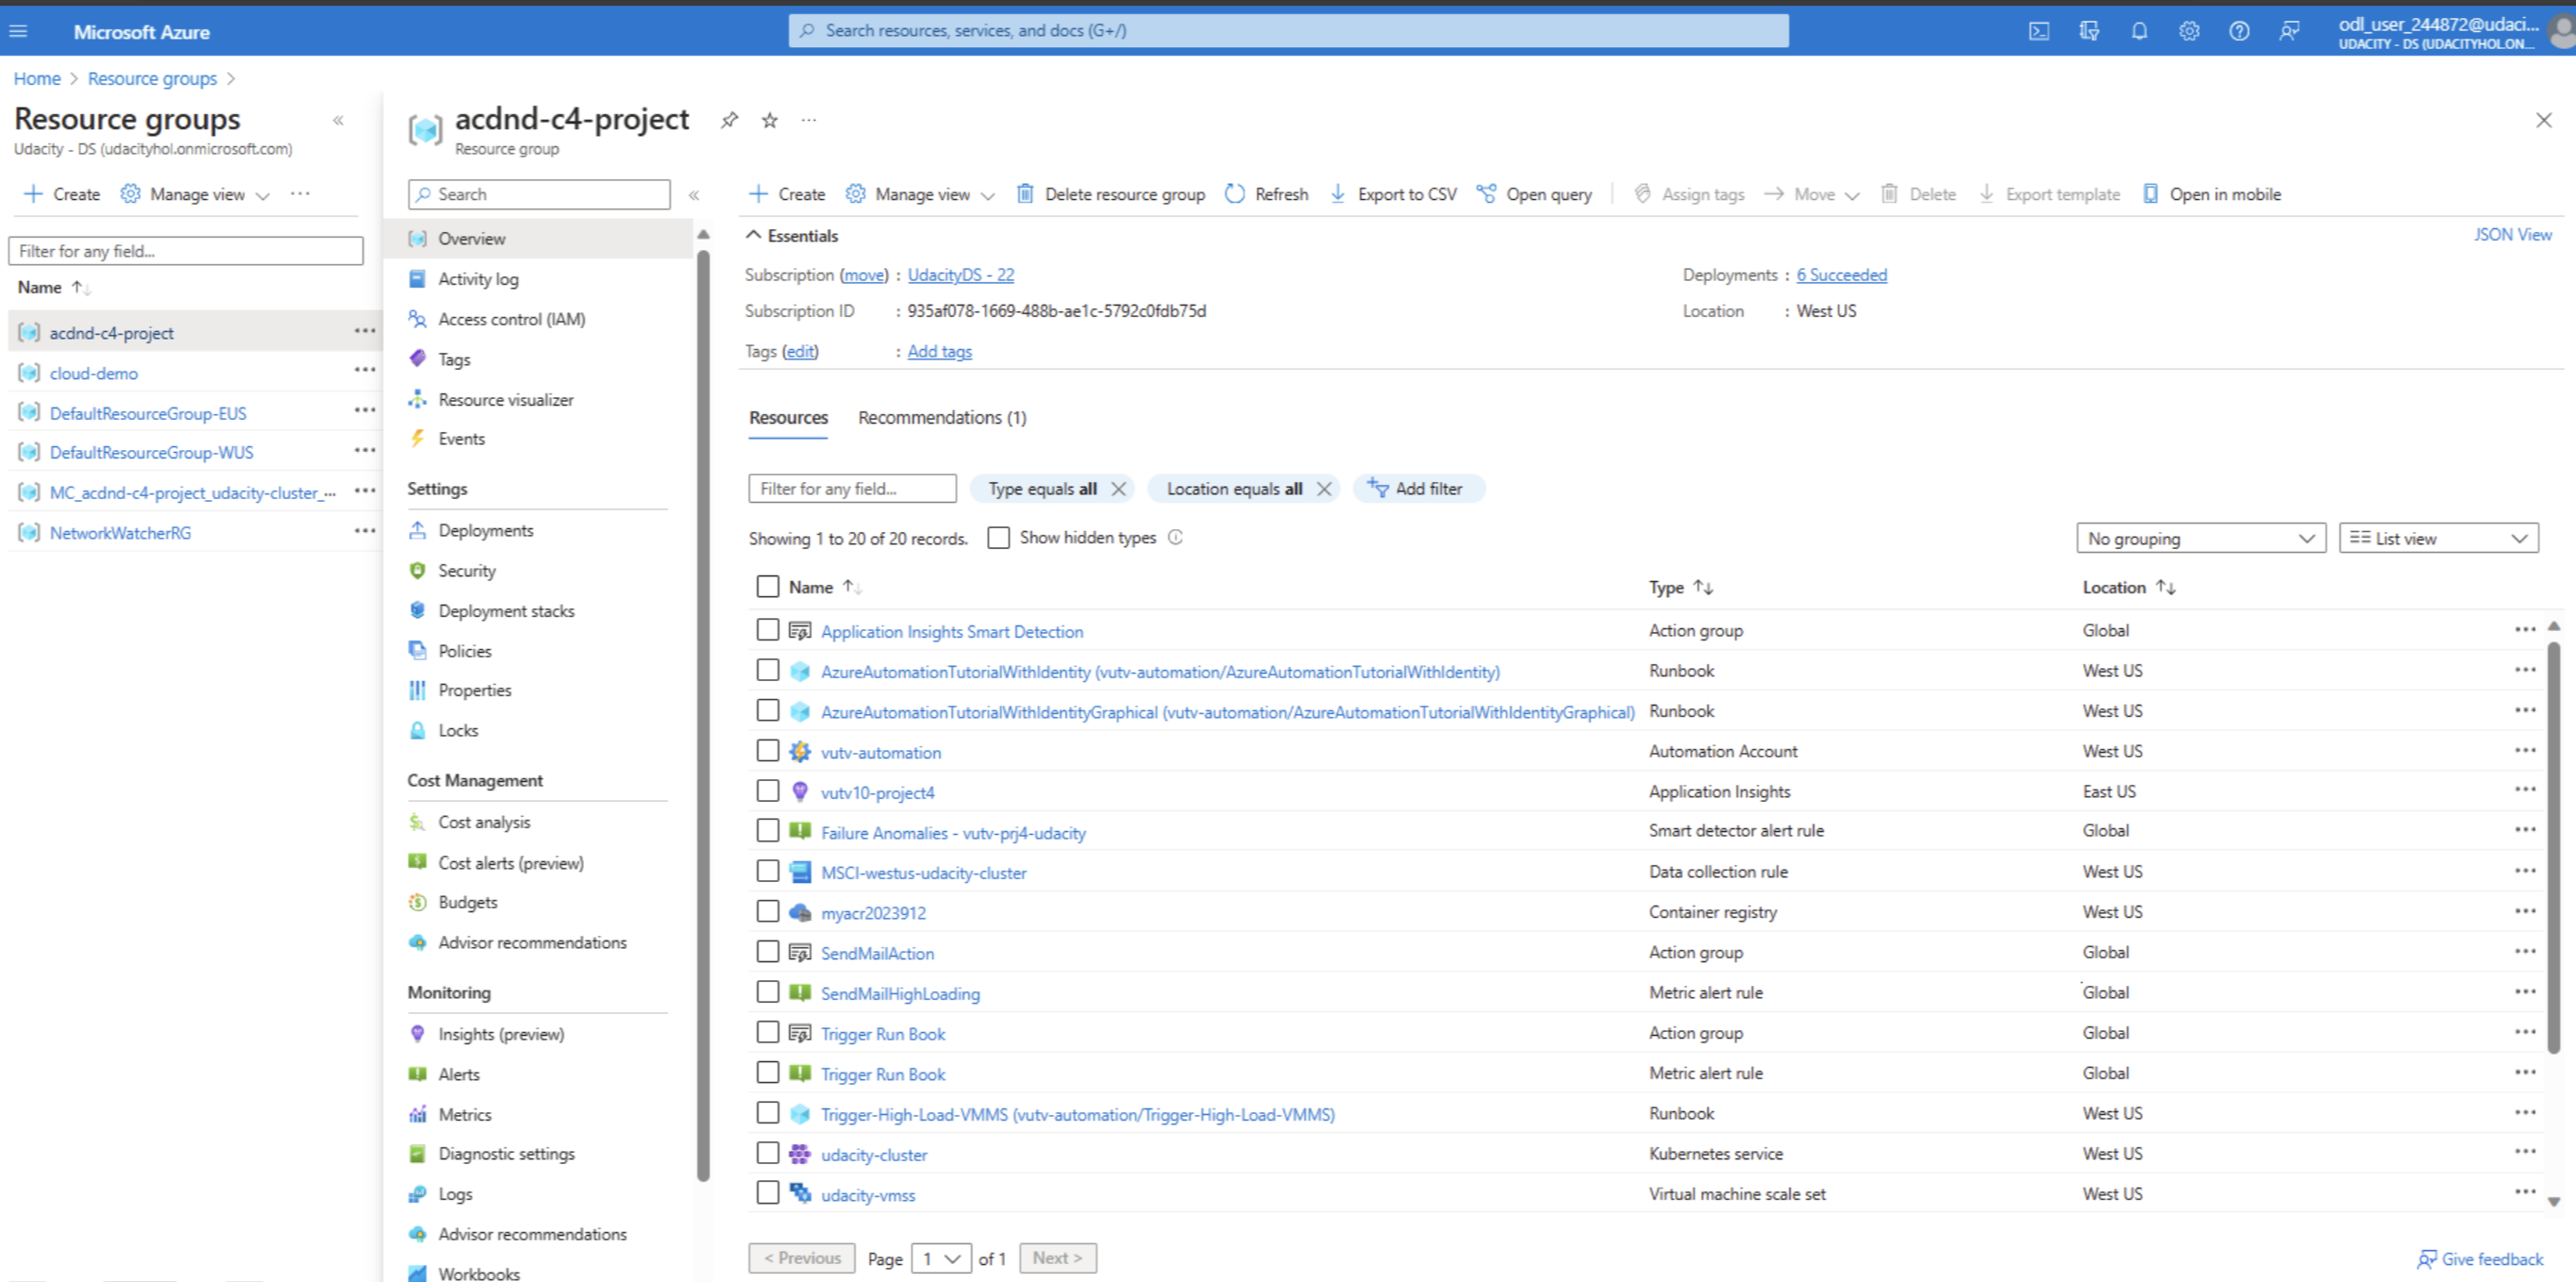 Microsoft Azure
Search resources, services, and docs (G+/)
odl_user_244872@udaci...
UDACITY - DS (UDACITYHOL.ON...
Home > Resource groups >
Resource groups
Udacity - DS (udacityhol.onmicrosoft.com)
Create Manage view ...
Filter for any field...
Name
acdnd-c4-project
cloud-demo
DefaultResourceGroup-EUS
DefaultResourceGroup-WUS
MC_acdnd-c4-project_udacity-cluster_...
NetworkWatcherRG
acdnd-c4-project
Resource group
Search
Overview
Activity log
Access control (IAM)
Tags
Resource visualizer
Events
Settings
Deployments
Security
Deployment stacks
Policies
Properties
Locks
Cost Management
Cost analysis
Cost alerts (preview)
Budgets
Advisor recommendations
Monitoring
Insights (preview)
Alerts
Metrics
Diagnostic settings
Logs
Advisor recommendations
Workbooks
Create Manage view Delete resource group Refresh Export to CSV Open query Assign tags Move Delete Export template Open in mobile
Essentials
JSON View
Subscription (move) : UdacityDS - 22
Subscription ID : 935af078-1669-488b-ae1c-5792c0fdb75d
Tags (edit) : Add tags
Deployments : 6 Succeeded
Location : West US
Resources Recommendations (1)
Filter for any field... Type equals all Location equals all Add filter
Showing 1 to 20 of 20 records. Show hidden types
No grouping List view
Name Type Location
Application Insights Smart Detection Action group Global
AzureAutomationTutorialWithIdentity (vutv-automation/AzureAutomationTutorialWithIdentity) Runbook West US
AzureAutomationTutorialWithIdentityGraphical (vutv-automation/AzureAutomationTutorialWithIdentityGraphical) Runbook West US
vutv-automation Automation Account West US
vutv10-project4 Application Insights East US
Failure Anomalies - vutv-prj4-udacity Smart detector alert rule Global
MSCI-westus-udacity-cluster Data collection rule West US
myacr2023912 Container registry West US
SendMailAction Action group Global
SendMailHighLoading Metric alert rule Global
Trigger Run Book Action group Global
Trigger Run Book Metric alert rule Global
Trigger-High-Load-VMMS (vutv-automation/Trigger-High-Load-VMMS) Runbook West US
udacity-cluster Kubernetes service West US
udacity-vmss Virtual machine scale set West US
< Previous Page 1 of 1 Next >
Give feedback